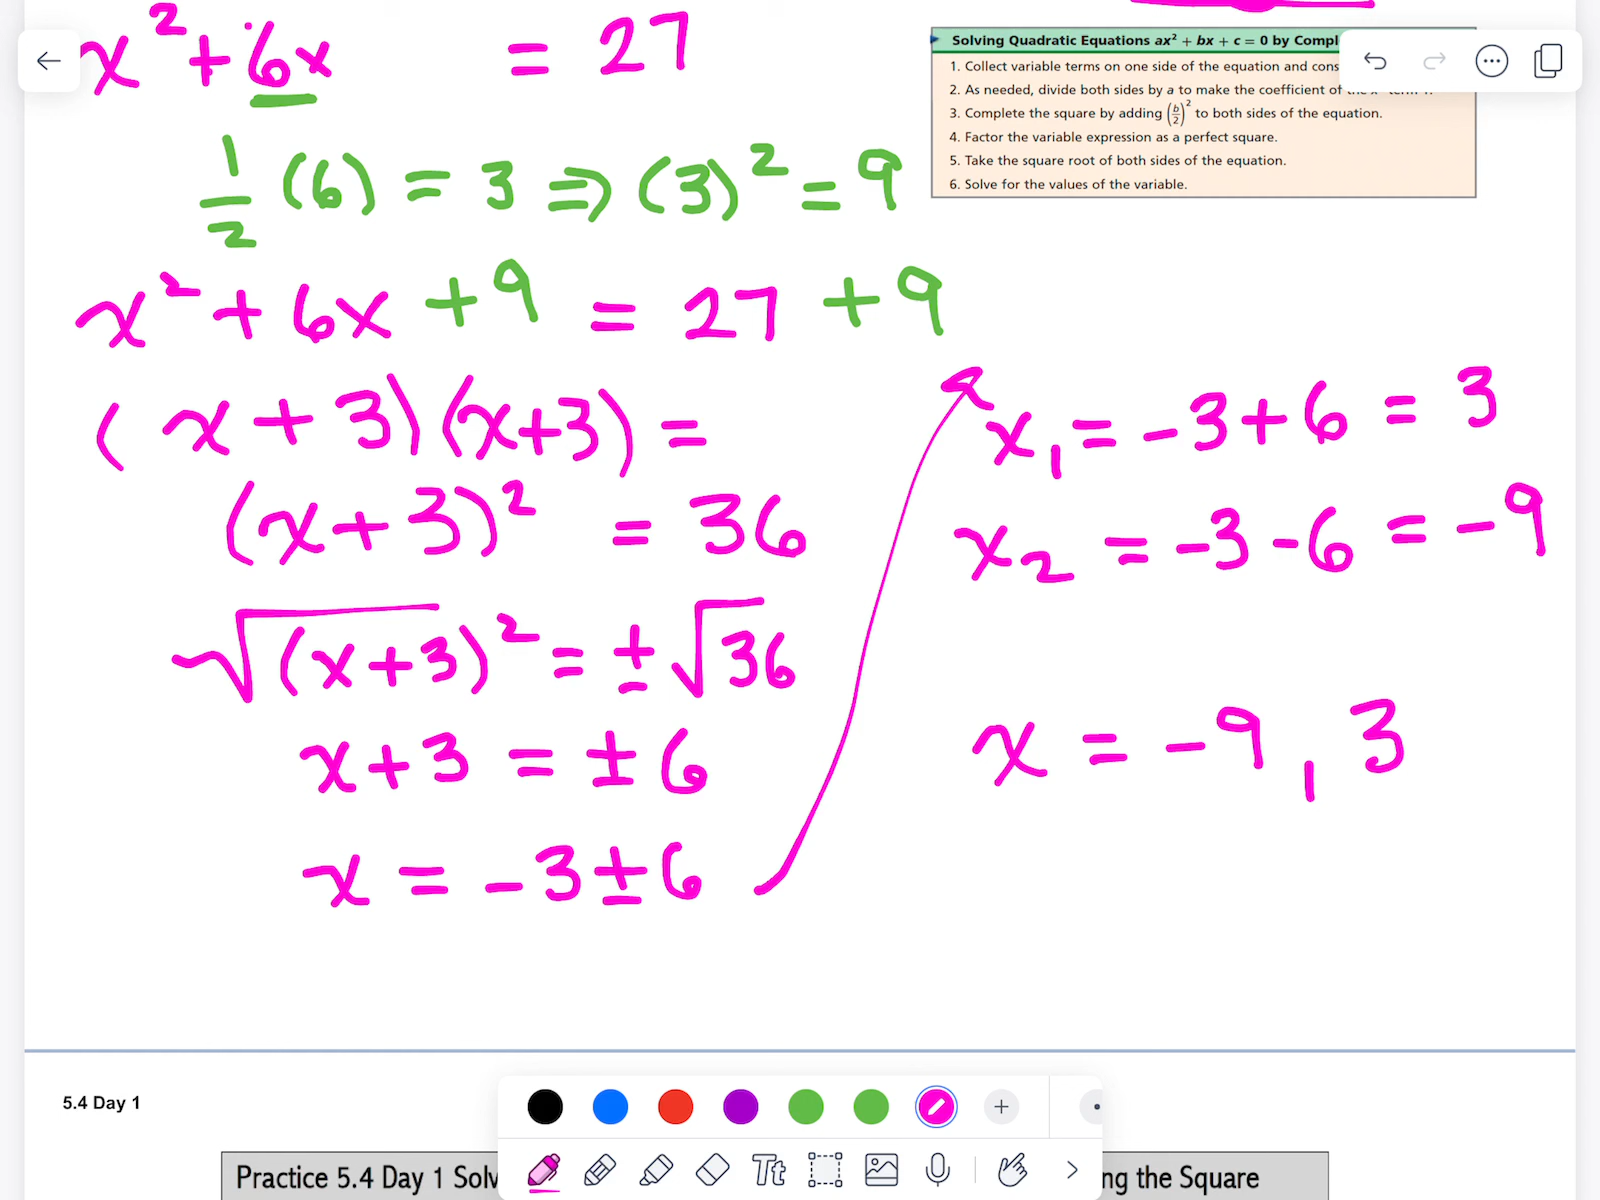 x² + 6x = 27
1/2 (6) = 3 ⇒ (3)² = 9
x² + 6x + 9 = 27 + 9
(x + 3)(x+3) =
(x + 3)² = 36
√(x+3)² = ± √36
x + 3 = ± 6
x = -3 ± 6
Solving Quadratic Equations ax² + bx + c = 0 by
1. Collect variable terms on one side of the equation and
2. As needed, divide both sides by a to make the coefficient of
3. Complete the square by adding (b/2)² to both sides of the equation.
4. Factor the variable expression as a perfect square.
5. Take the square root of both sides of the equation.
6. Solve for the values of the variable.
x₁ = -3 + 6 = 3
x₂ = -3 - 6 = -9
x = -9, 3
5.4 Day 1
Tt
Practice 5.4 Day 1 the Square